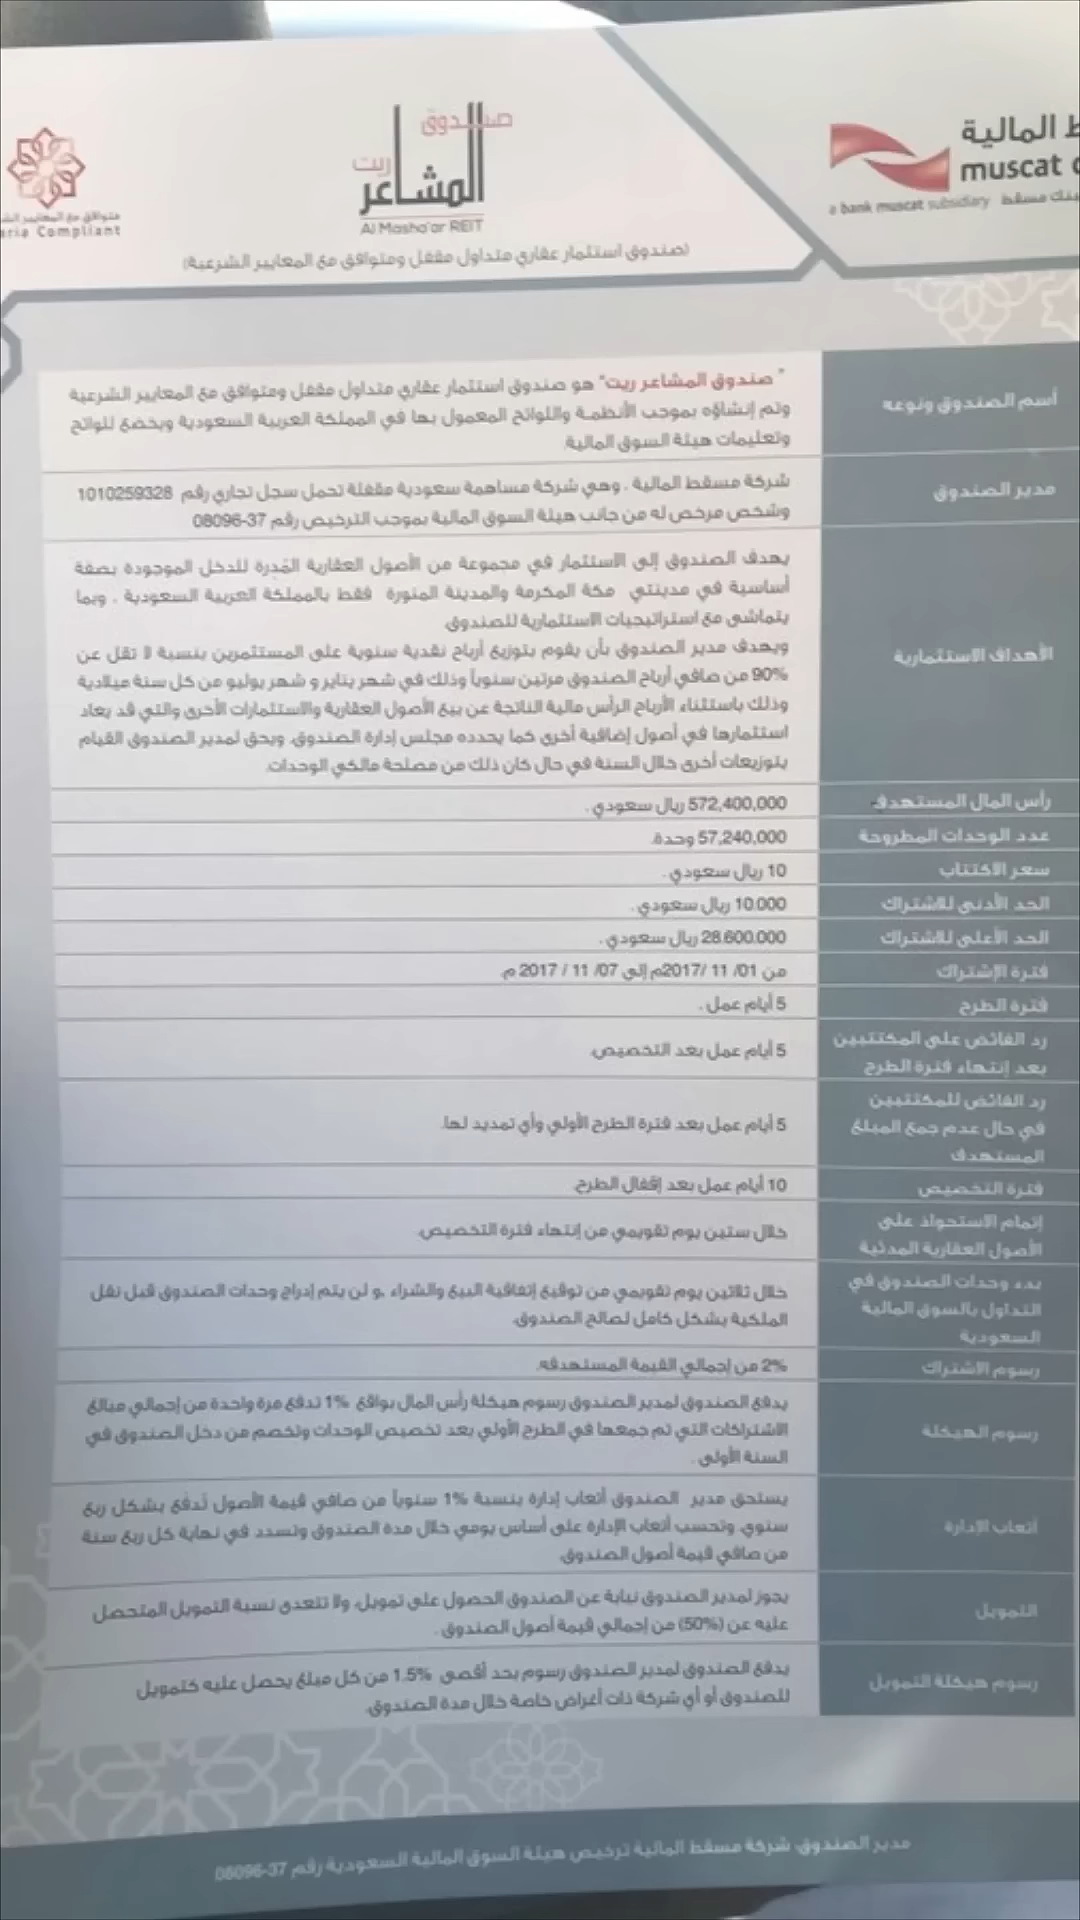 ط المالية
muscat
a bank muscat subsidiary بنك مسقط
صندوق
المشاعر
ريت
Al Masha'ar REIT
(صندوق استثمار عقاري متداول مقفل ومتوافق مع المعايير الشرعية)
متوافق مع المعايير
aria Compliant
أسم الصندوق ونوعه
" صندوق المشاعر ريت" هو صندوق استثمار عقاري متداول مقفل ومتوافق مع المعايير الشرعية
وتم إنشاؤه بموجب الأنظمة واللوائح المعمول بها في المملكة العربية السعودية ويخضع للوائح
وتعليمات هيئة السوق المالية.
مدير الصندوق
شركة مسقط المالية ، وهي شركة مساهمة سعودية مقفلة تحمل سجل تجاري رقم 1010259328
وشخص مرخص له من جانب هيئة السوق المالية بموجب الترخيص رقم 37-08096
الأهداف الاستثمارية
يهدف الصندوق إلى الاستثمار في مجموعة من الأصول العقارية المُدرة للدخل الموجودة بصفة
أساسية في مدينتي مكة المكرمة والمدينة المنورة فقط بالمملكة العربية السعودية ، وبما
يتماشى مع استراتيجيات الاستثمارية للصندوق.
ويهدف مدير الصندوق بأن يقوم بتوزيع أرباح نقدية سنوية على المستثمرين بنسبة لا تقل عن
90% من صافي أرباح الصندوق مرتين سنوياً وذلك في شهر يناير و شهر يوليو من كل سنة ميلادية
وذلك باستثناء الأرباح الرأس مالية الناتجة عن بيع الأصول العقارية والاستثمارات الأخرى والتي قد يعاد
استثمارها في أصول إضافية أخرى كما يحدده مجلس إدارة الصندوق. ويحق لمدير الصندوق القيام
بتوزيعات أخرى خلال السنة في حال كان ذلك من مصلحة مالكي الوحدات.
رأس المال المستهدف
572,400,000 ريال سعودي .
عدد الوحدات المطروحة
57,240,000 وحدة.
سعر الاكتتاب
10 ريال سعودي .
الحد الأدنى للاشتراك
10.000 ريال سعودي .
الحد الأعلى للاشتراك
28.600.000 ريال سعودي .
فترة الإشتراك
من 01/ 11 /2017م إلى 07/ 11 / 2017 م.
فترة الطرح
5 أيام عمل .
رد الفائض على المكتتبين
بعد إنتهاء فترة الطرح
5 أيام عمل بعد التخصيص.
رد الفائض للمكتتبين
في حال عدم جمع المبلغ
المستهدف
5 أيام عمل بعد فترة الطرح الأولي وأي تمديد لها.
فترة التخصيص
10 أيام عمل بعد إقفال الطرح.
إتمام الاستحواذ على
الأصول العقارية المدئية
خلال ستين يوم تقويمي من إنتهاء فترة التخصيص.
بدء وحدات الصندوق في
التداول بالسوق المالية
السعودية
خلال ثلاثين يوم تقويمي من توقيع إتفاقية البيع والشراء ،و لن يتم إدراج وحدات الصندوق قبل نقل
الملكية بشكل كامل لصالح الصندوق.
رسوم الاشتراك
2% من إجمالي القيمة المستهدفه.
رسوم الهيكلة
يدفع الصندوق لمدير الصندوق رسوم هيكلة رأس المال بواقع 1% تدفع مرة واحدة من إجمالي مبالغ
الاشتراكات التي تم جمعها في الطرح الأولي بعد تخصيص الوحدات وتخصم من دخل الصندوق في
السنة الأولى .
أتعاب الإدارة
يستحق مدير الصندوق أتعاب إدارة بنسبة 1% سنوياً من صافي قيمة الأصول تُدفع بشكل ربع
سنوي. وتحسب أتعاب الإدارة على أساس يومي خلال مدة الصندوق وتسدد في نهاية كل ربع سنة
من صافي قيمة أصول الصندوق.
التمويل
يجوز لمدير الصندوق نيابة عن الصندوق الحصول على تمويل، ولا تتعدى نسبة التمويل المتحصل
عليه عن (50%) من إجمالي قيمة أصول الصندوق .
رسوم هيكلة التمويل
يدفع الصندوق لمدير الصندوق رسوم بحد أقصى 1.5% من كل مبلغ يحصل عليه كتمويل
للصندوق أو أي شركة ذات أغراض خاصة خلال مدة الصندوق.
مدير الصندوق: شركة مسقط المالية ترخيص هيئة السوق المالية السعودية رقم 37-08096